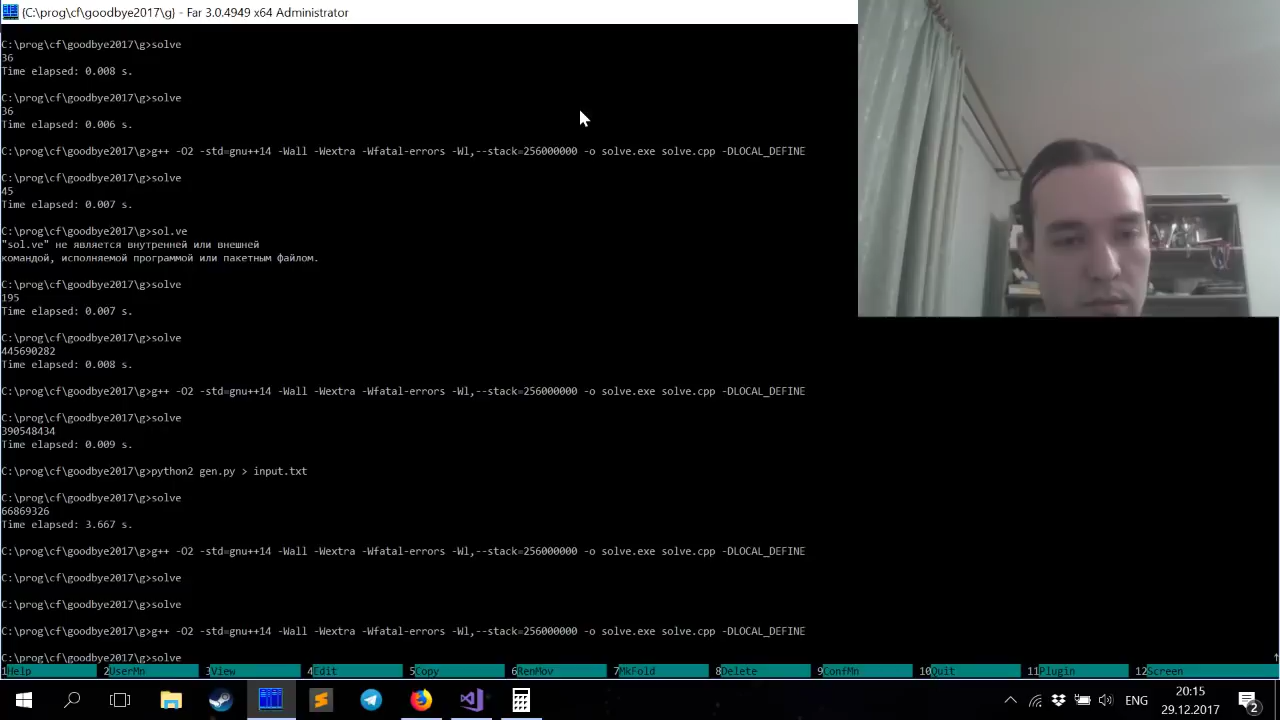 {C:\prog\cf\goodbye2017\g} - Far 3.0.4949 x64 Administrator
C:\prog\cf\goodbye2017\g>solve
36
Time elapsed: 0.008 s.
C:\prog\cf\goodbye2017\g>solve
36
Time elapsed: 0.006 s.
C:\prog\cf\goodbye2017\g>g++ -O2 -std=gnu++14 -Wall -Wextra -Wfatal-errors -Wl,--stack=256000000 -o solve.exe solve.cpp -DLOCAL_DEFINE
C:\prog\cf\goodbye2017\g>solve
45
Time elapsed: 0.007 s.
C:\prog\cf\goodbye2017\g>sol.ve
"sol.ve" не является внутренней или внешней
командой, исполняемой программой или пакетным файлом.
C:\prog\cf\goodbye2017\g>solve
195
Time elapsed: 0.007 s.
C:\prog\cf\goodbye2017\g>solve
445690282
Time elapsed: 0.008 s.
C:\prog\cf\goodbye2017\g>g++ -O2 -std=gnu++14 -Wall -Wextra -Wfatal-errors -Wl,--stack=256000000 -o solve.exe solve.cpp -DLOCAL_DEFINE
C:\prog\cf\goodbye2017\g>solve
390548434
Time elapsed: 0.009 s.
C:\prog\cf\goodbye2017\g>python2 gen.py > input.txt
C:\prog\cf\goodbye2017\g>solve
66869326
Time elapsed: 3.667 s.
C:\prog\cf\goodbye2017\g>g++ -O2 -std=gnu++14 -Wall -Wextra -Wfatal-errors -Wl,--stack=256000000 -o solve.exe solve.cpp -DLOCAL_DEFINE
C:\prog\cf\goodbye2017\g>solve
C:\prog\cf\goodbye2017\g>solve
C:\prog\cf\goodbye2017\g>g++ -O2 -std=gnu++14 -Wall -Wextra -Wfatal-errors -Wl,--stack=256000000 -o solve.exe solve.cpp -DLOCAL_DEFINE
C:\prog\cf\goodbye2017\g>solve
1Help 2UserMn 3View 4Edit 5Copy 6RenMov 7MkFold 8Delete 9ConfMn 10Quit 11Plugin 12Screen
ENG
20:15
29.12.2017
2